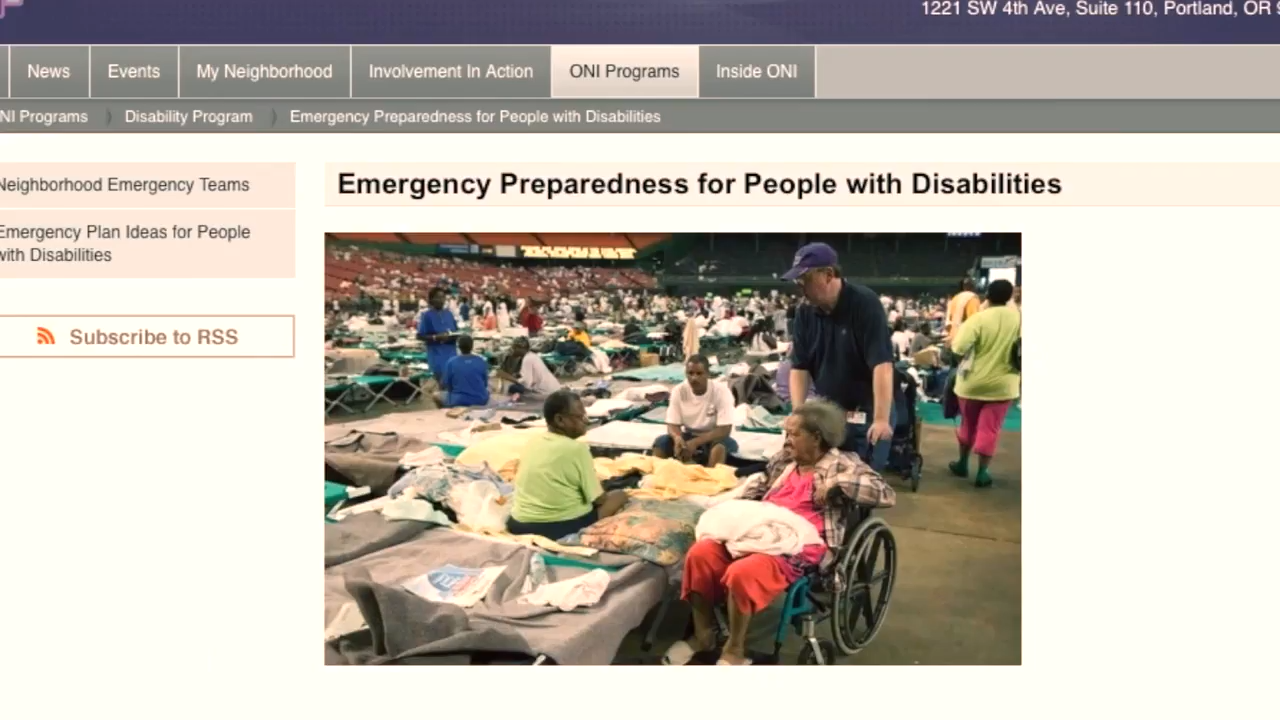 1221 SW 4th Ave, Suite 110, Portland, OR
News
Events
My Neighborhood
Involvement In Action
ONI Programs
Inside ONI
NI Programs
Disability Program
Emergency Preparedness for People with Disabilities
Neighborhood Emergency Teams
Emergency Plan Ideas for People
with Disabilities
Subscribe to RSS
Emergency Preparedness for People with Disabilities